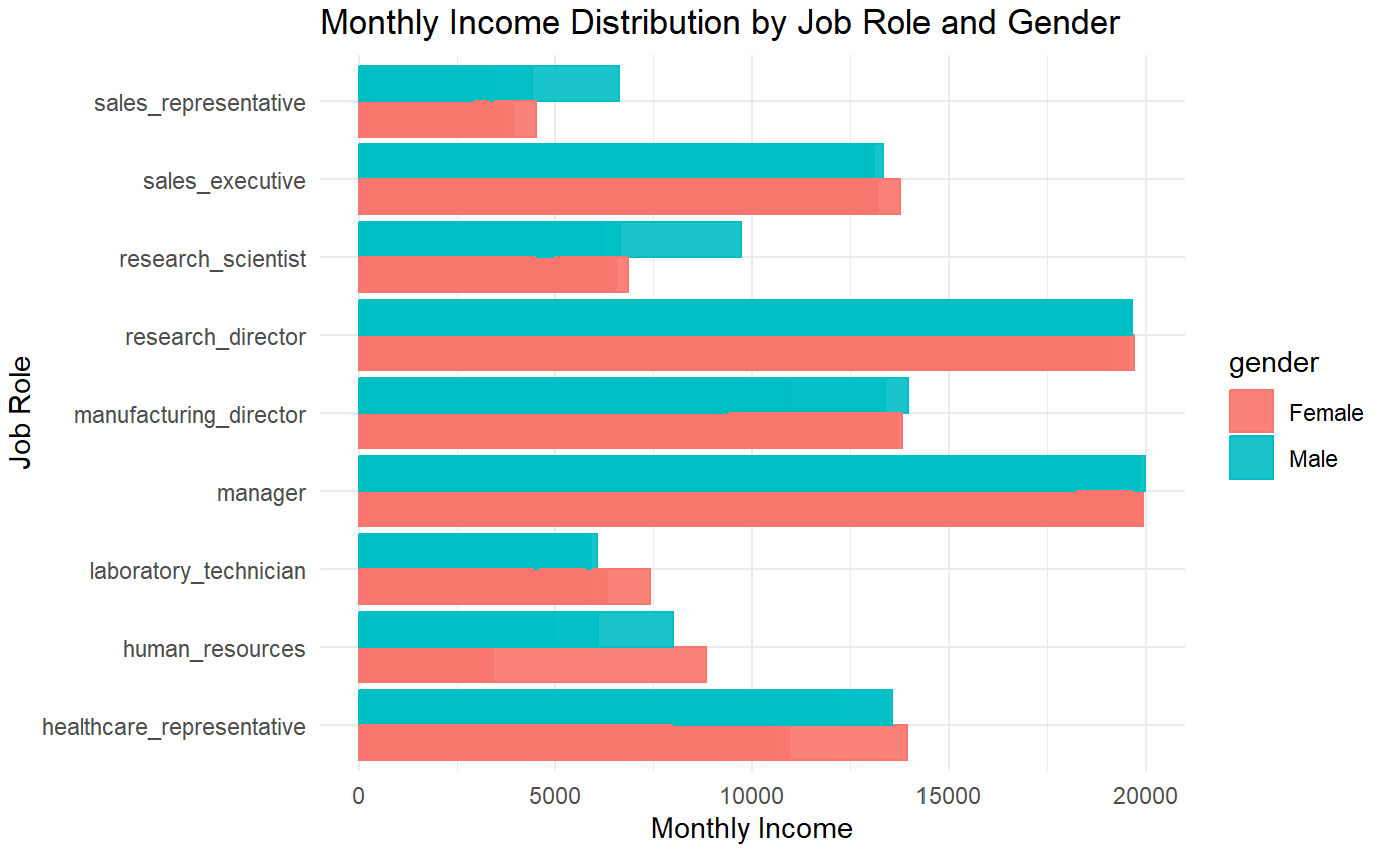 Monthly Income Distribution by Job Role and Gender
Job Role
sales_representative
sales_executive
research_scientist
research_director
manufacturing_director
manager
laboratory_technician
human_resources
healthcare_representative
0 5000 10000 15000 20000
Monthly Income
gender
Female
Male